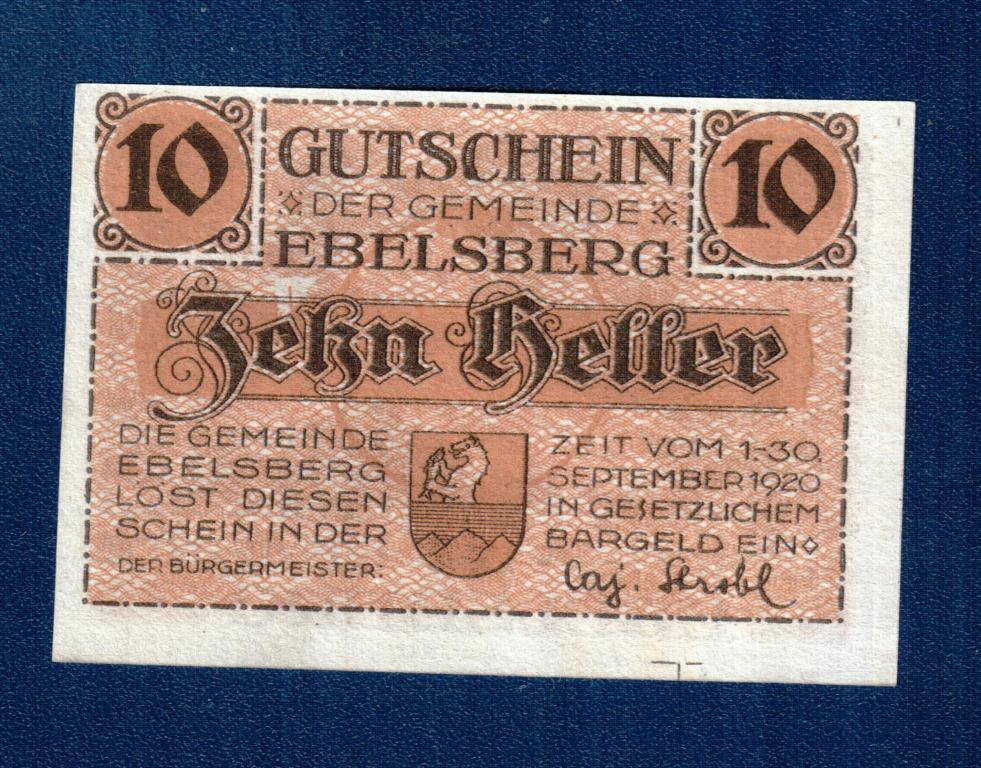 10
10
GUTSCHEIN
DER GEMEINDE
EBELSBERG
Zehn Heller
DIE GEMEINDE
EBELSBERG
LÖST DIESEN
SCHEIN IN DER
DER BÜRGERMEISTER:
ZEIT VOM 1.-30.
SEPTEMBER 1920
IN GESETZLICHEM
BARGELD EIN
Caj. Strobl